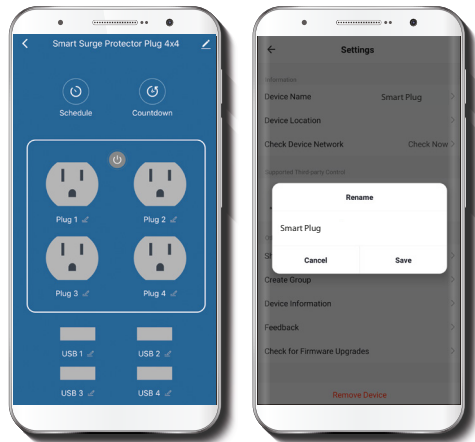 Smart Surge Protector Plug 4x4
Schedule Countdown
Plug 1 Plug 2
Plug 3 Plug 4
USB 1 USB 2
USB 3 USB 4
Settings
Information
Device Name Smart Plug
Device Location
Check Device Network Check Now
Supported Third-party Control
Rename
Smart Plug
Cancel Save
Create Group
Device Information
Feedback
Check for Firmware Upgrades
Remove Device